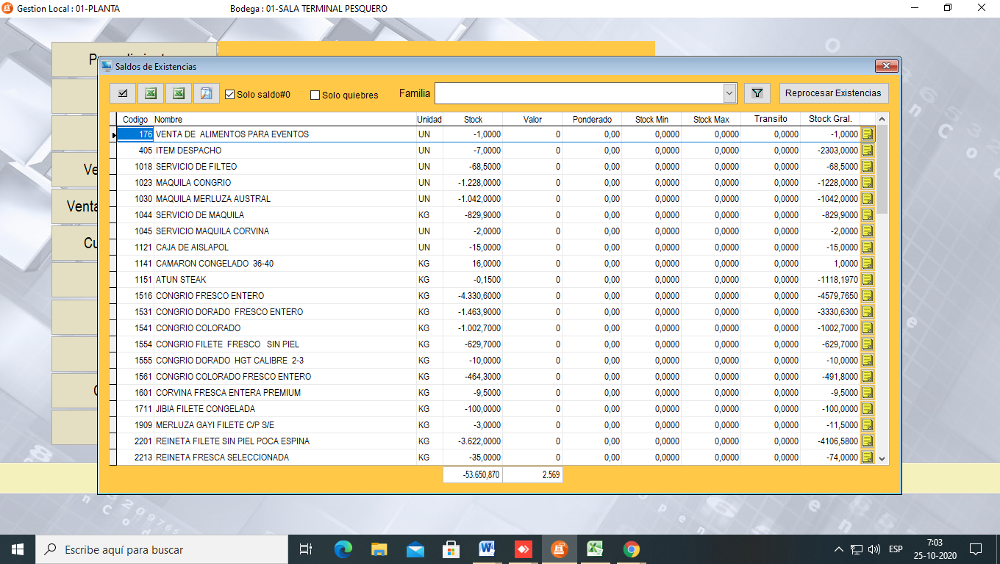 Gestion Local : 01-PLANTA Bodega : 01-SALA TERMINAL PESQUERO
Saldos de Existencias
Solo saldo#0 Solo quiebres Familia Reprocesar Existencias
Codigo Nombre Unidad Stock Valor Ponderado Stock Min Stock Max Transito Stock Gral.
176 VENTA DE ALIMENTOS PARA EVENTOS UN -1,0000 0 0,00 0,0000 0,0000 0,0000 -1,0000
405 ITEM DESPACHO UN -7,0000 0 0,00 0,0000 0,0000 0,0000 -2303,0000
1018 SERVICIO DE FILTEO UN -68,5000 0 0,00 0,0000 0,0000 0,0000 -68,5000
1023 MAQUILA CONGRIO UN -1.228,0000 0 0,00 0,0000 0,0000 0,0000 -1228,0000
1030 MAQUILA MERLUZA AUSTRAL UN -1.042,0000 0 0,00 0,0000 0,0000 0,0000 -1042,0000
1044 SERVICIO DE MAQUILA KG -829,9000 0 0,00 0,0000 0,0000 0,0000 -829,9000
1045 SERVICIO MAQUILA CORVINA UN -2,0000 0 0,00 0,0000 0,0000 0,0000 -2,0000
1121 CAJA DE AISLAPOL UN -15,0000 0 0,00 0,0000 0,0000 0,0000 -15,0000
1141 CAMARON CONGELADO 36-40 KG 16,0000 0 0,00 0,0000 0,0000 0,0000 1,0000
1151 ATUN STEAK KG -0,1500 0 0,00 0,0000 0,0000 0,0000 -1118,1970
1516 CONGRIO FRESCO ENTERO KG -4.330,6000 0 0,00 0,0000 0,0000 0,0000 -4579,7650
1531 CONGRIO DORADO FRESCO ENTERO KG -1.463,9000 0 0,00 0,0000 0,0000 0,0000 -3330,6300
1541 CONGRIO COLORADO KG -1.002,7000 0 0,00 0,0000 0,0000 0,0000 -1002,7000
1554 CONGRIO FILETE FRESCO SIN PIEL KG -629,7000 0 0,00 0,0000 0,0000 0,0000 -629,7000
1555 CONGRIO DORADO HGT CALIBRE 2-3 KG -10,0000 0 0,00 0,0000 0,0000 0,0000 -10,0000
1561 CONGRIO COLORADO FRESCO ENTERO KG -464,3000 0 0,00 0,0000 0,0000 0,0000 -491,8000
1601 CORVINA FRESCA ENTERA PREMIUM KG -9,5000 0 0,00 0,0000 0,0000 0,0000 -9,5000
1711 JIBIA FILETE CONGELADA KG -100,0000 0 0,00 0,0000 0,0000 0,0000 -100,0000
1909 MERLUZA GAYI FILETE C/P S/E KG -3,0000 0 0,00 0,0000 0,0000 0,0000 -11,5000
2201 REINETA FILETE SIN PIEL POCA ESPINA KG -3.622,0000 0 0,00 0,0000 0,0000 0,0000 -4106,5800
2213 REINETA FRESCA SELECCIONADA KG -35,0000 0 0,00 0,0000 0,0000 0,0000 -74,0000
-53.650,870 2.569
Ve
Venta
Cu
Escribe aquí para buscar ESP 7:03
25-10-2020